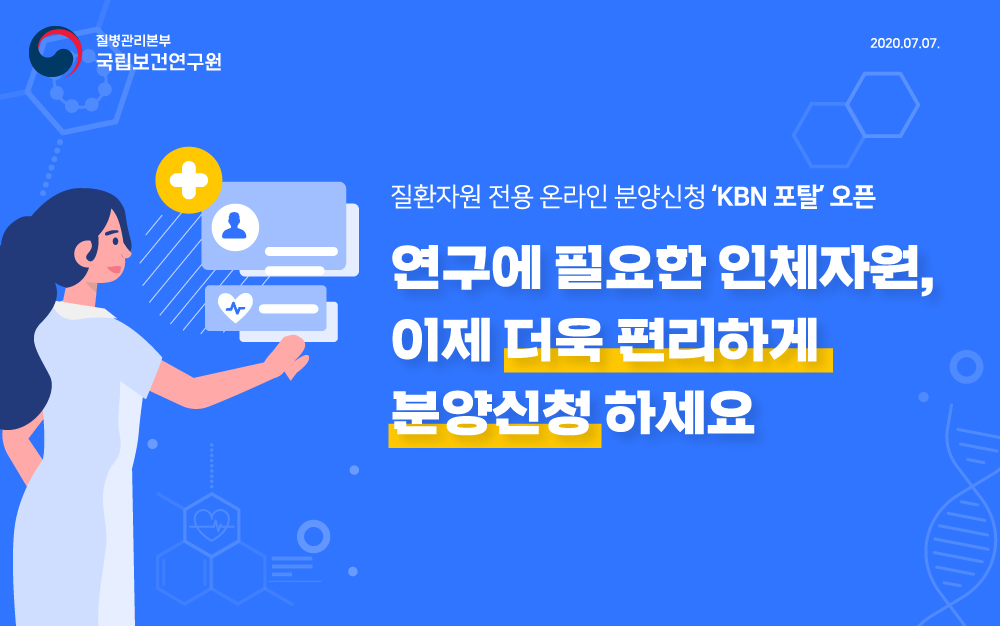 질병관리본부
국립보건연구원
2020.07.07.
질환자원 전용 온라인 분양신청 ‘KBN 포탈’ 오픈
연구에 필요한 인체자원,
이제 더욱 편리하게
분양신청 하세요